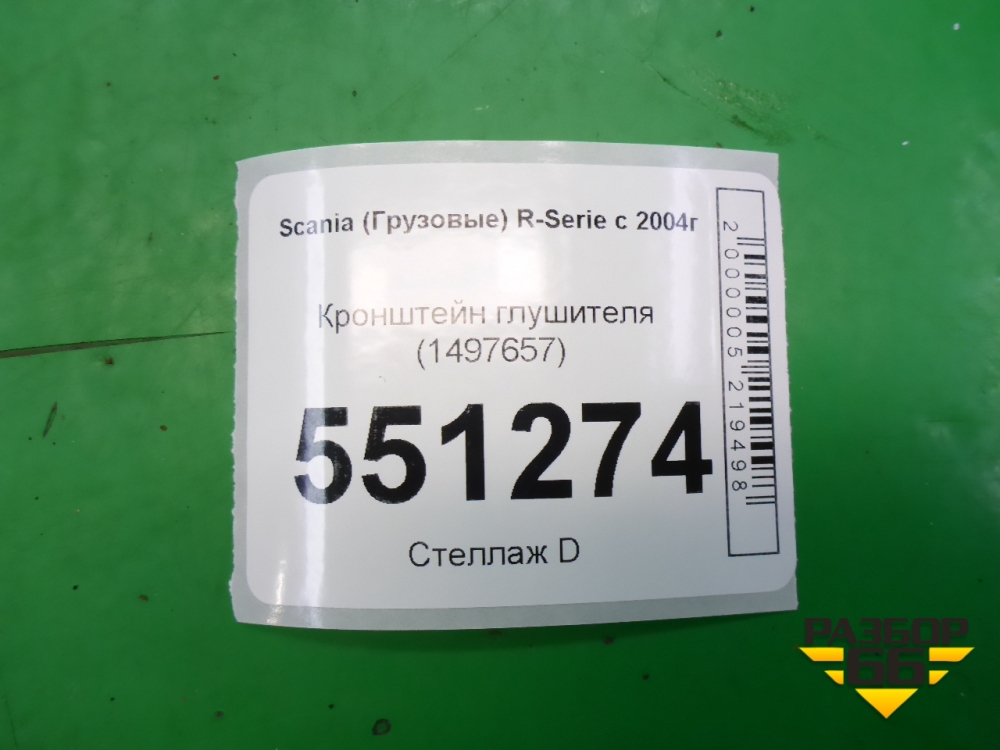 Scania (Грузовые) R-Serie с 2004г
Кронштейн глушителя
(1497657)
551274
Стеллаж D
2000005219498
РАЗБОР
66